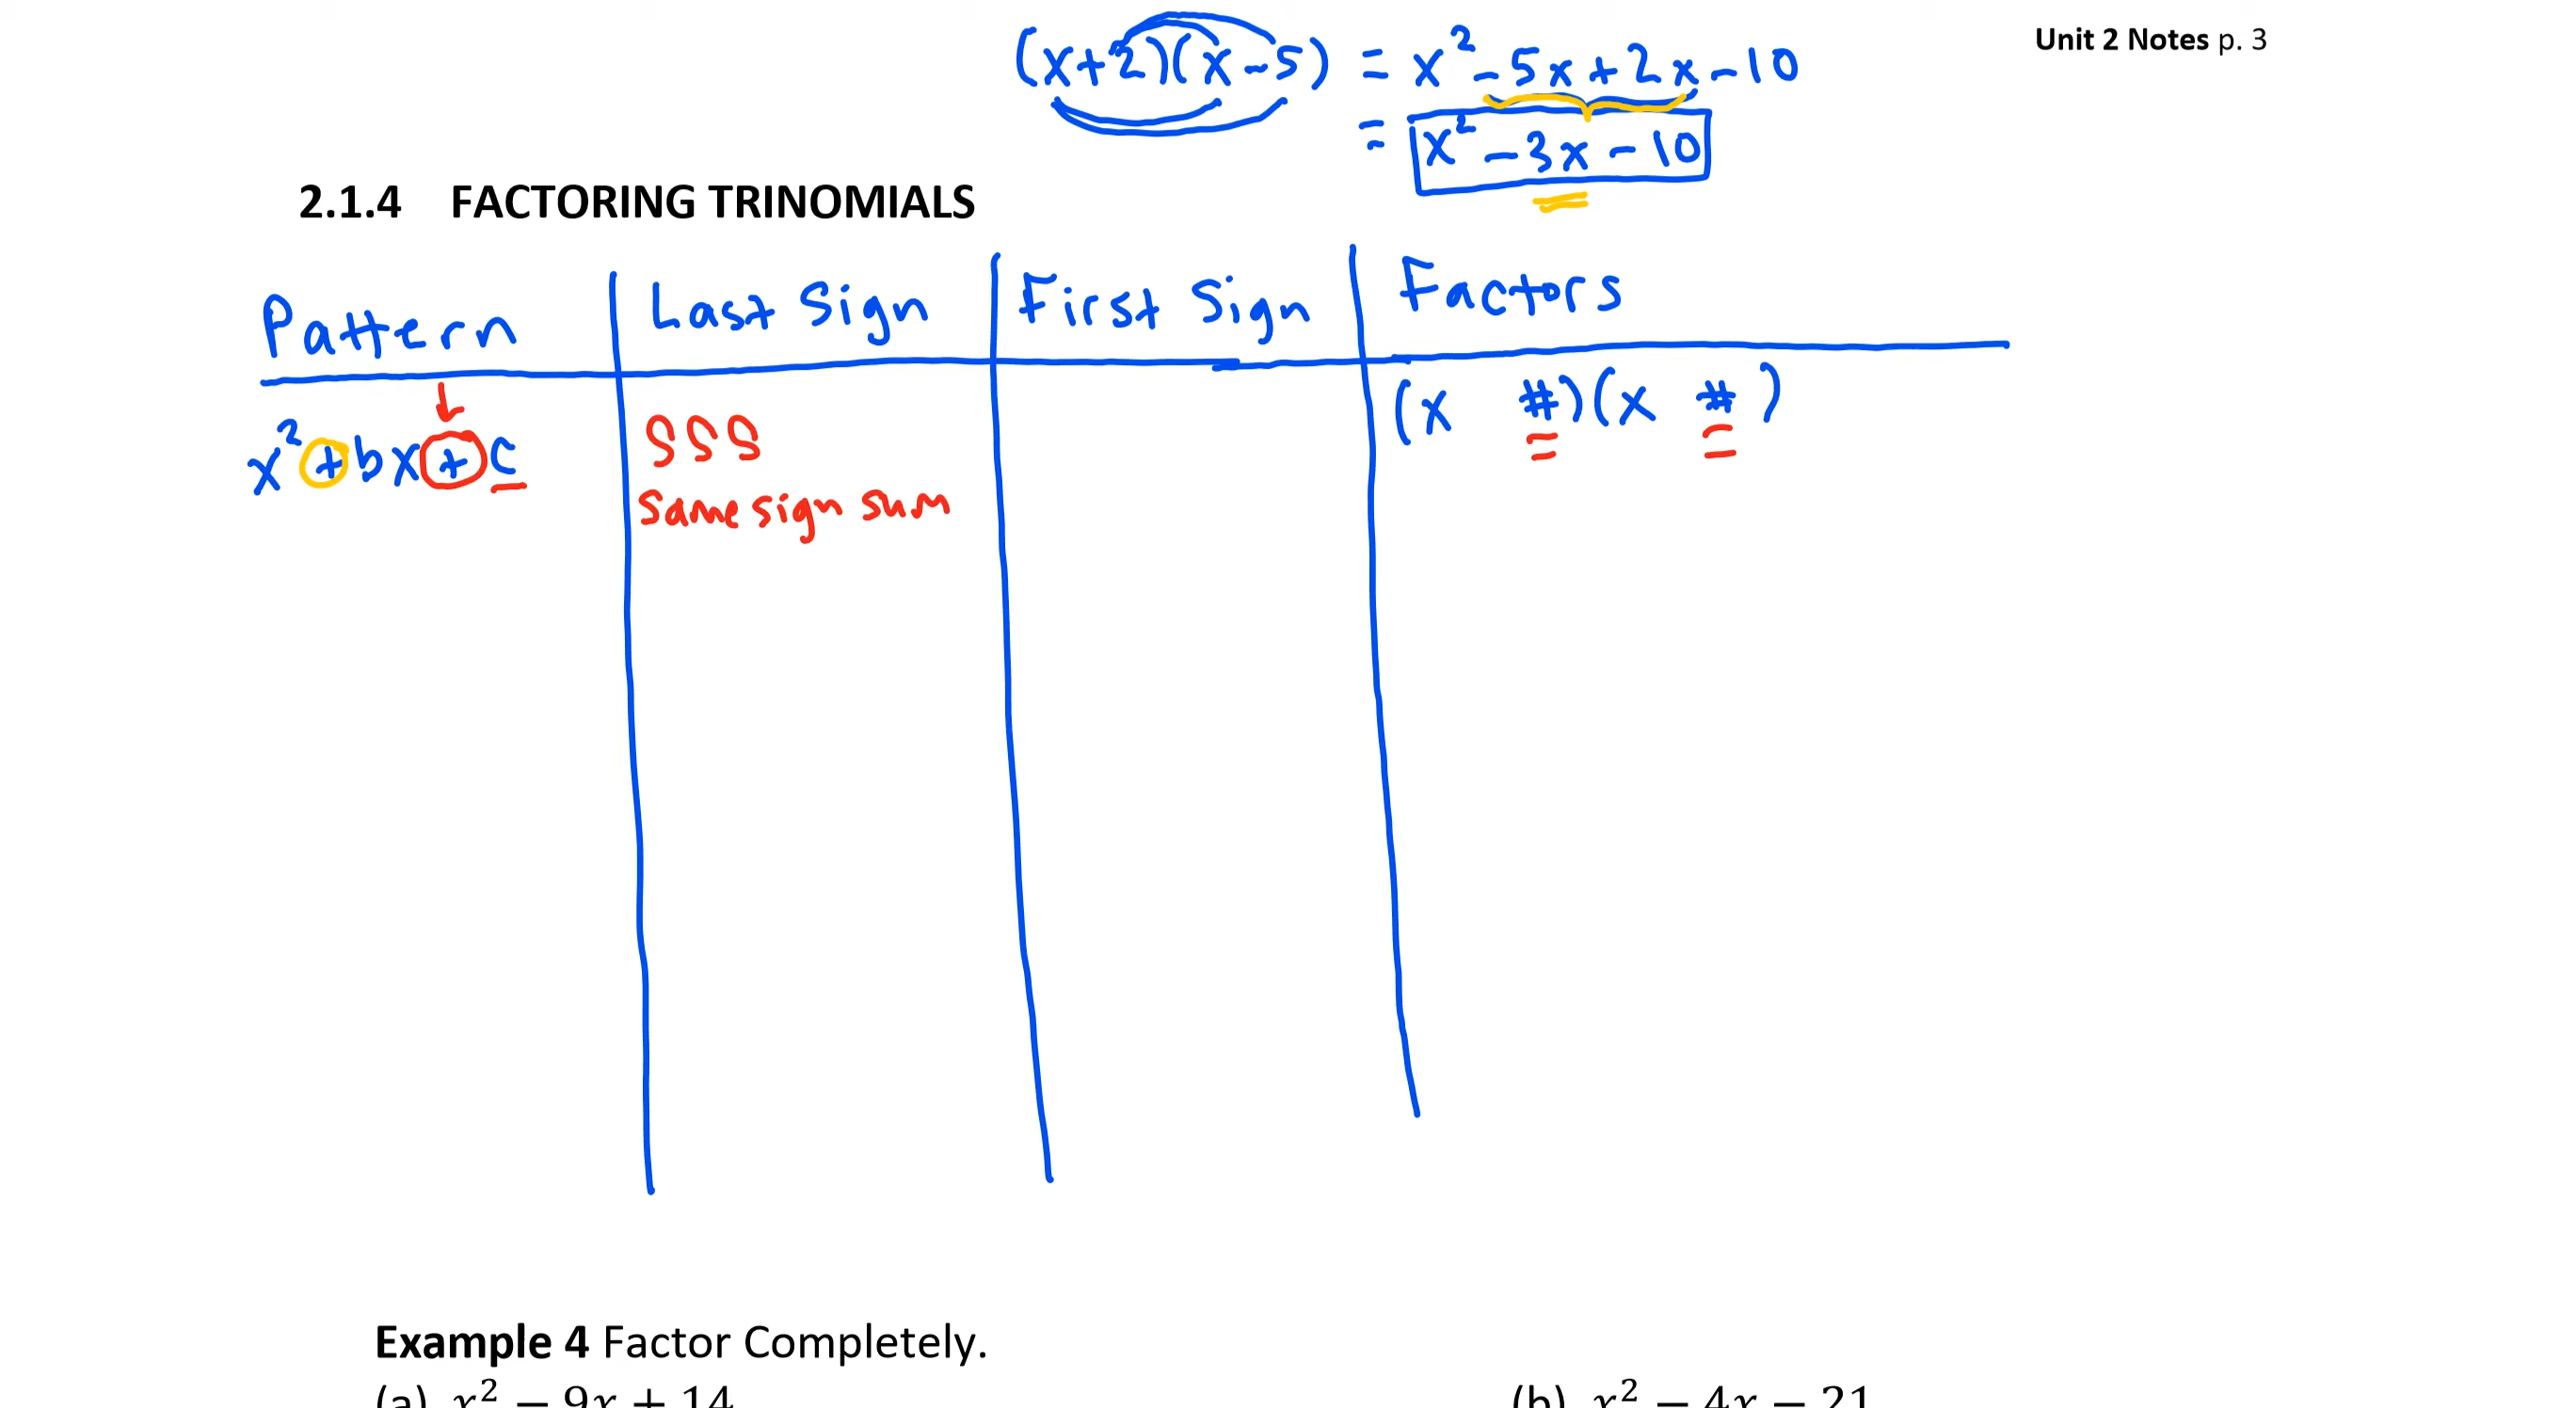 Unit 2 Notes p. 3
(x+2)(x-5) = x² - 5x + 2x - 10
= x² - 3x - 10
2.1.4 FACTORING TRINOMIALS
Pattern Last Sign First Sign Factors
x² + bx + c SSS (x #)(x #)
same sign sum
Example 4 Factor Completely.
(a) x² − 9x + 14 (b) x² − 4x − 21